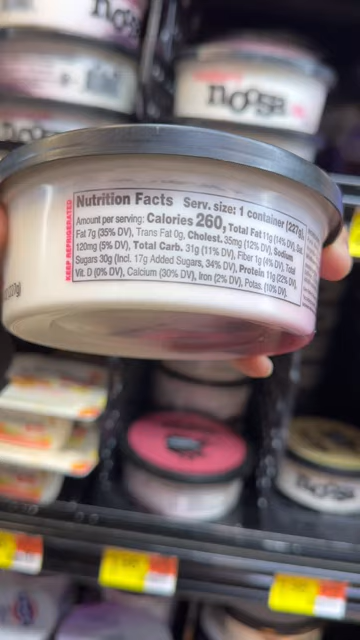 noosa
noosa
noosa
Nutrition Facts Serv. size: 1 container (227g),
Amount per serving: Calories 260, Total Fat 11g (14% DV), Sat.
Fat 7g (35% DV), Trans Fat 0g, Cholest. 35mg (12% DV), Sodium
120mg (5% DV), Total Carb. 31g (11% DV), Fiber 1g (4% DV), Total
Sugars 30g (Incl. 17g Added Sugars, 34% DV), Protein 11g (22% DV),
Vit. D (0% DV), Calcium (30% DV), Iron (2% DV), Potas. (10% DV).
KEEP REFRIGERATED
noosa